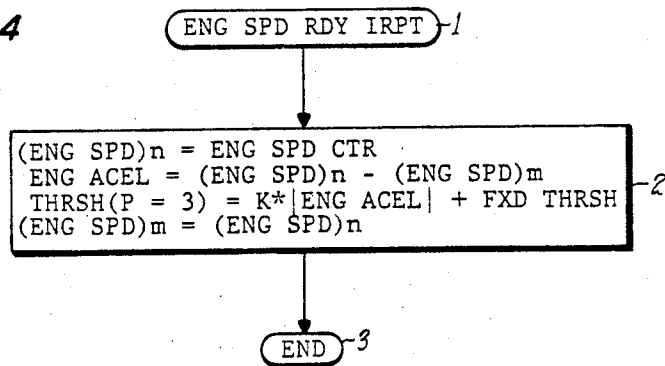 4
ENG SPD RDY IRPT 1
(ENG SPD)n = ENG SPD CTR
ENG ACEL = (ENG SPD)n - (ENG SPD)m
THRSH(P = 3) = K*|ENG ACEL| + FXD THRSH
(ENG SPD)m = (ENG SPD)n
2
END 3